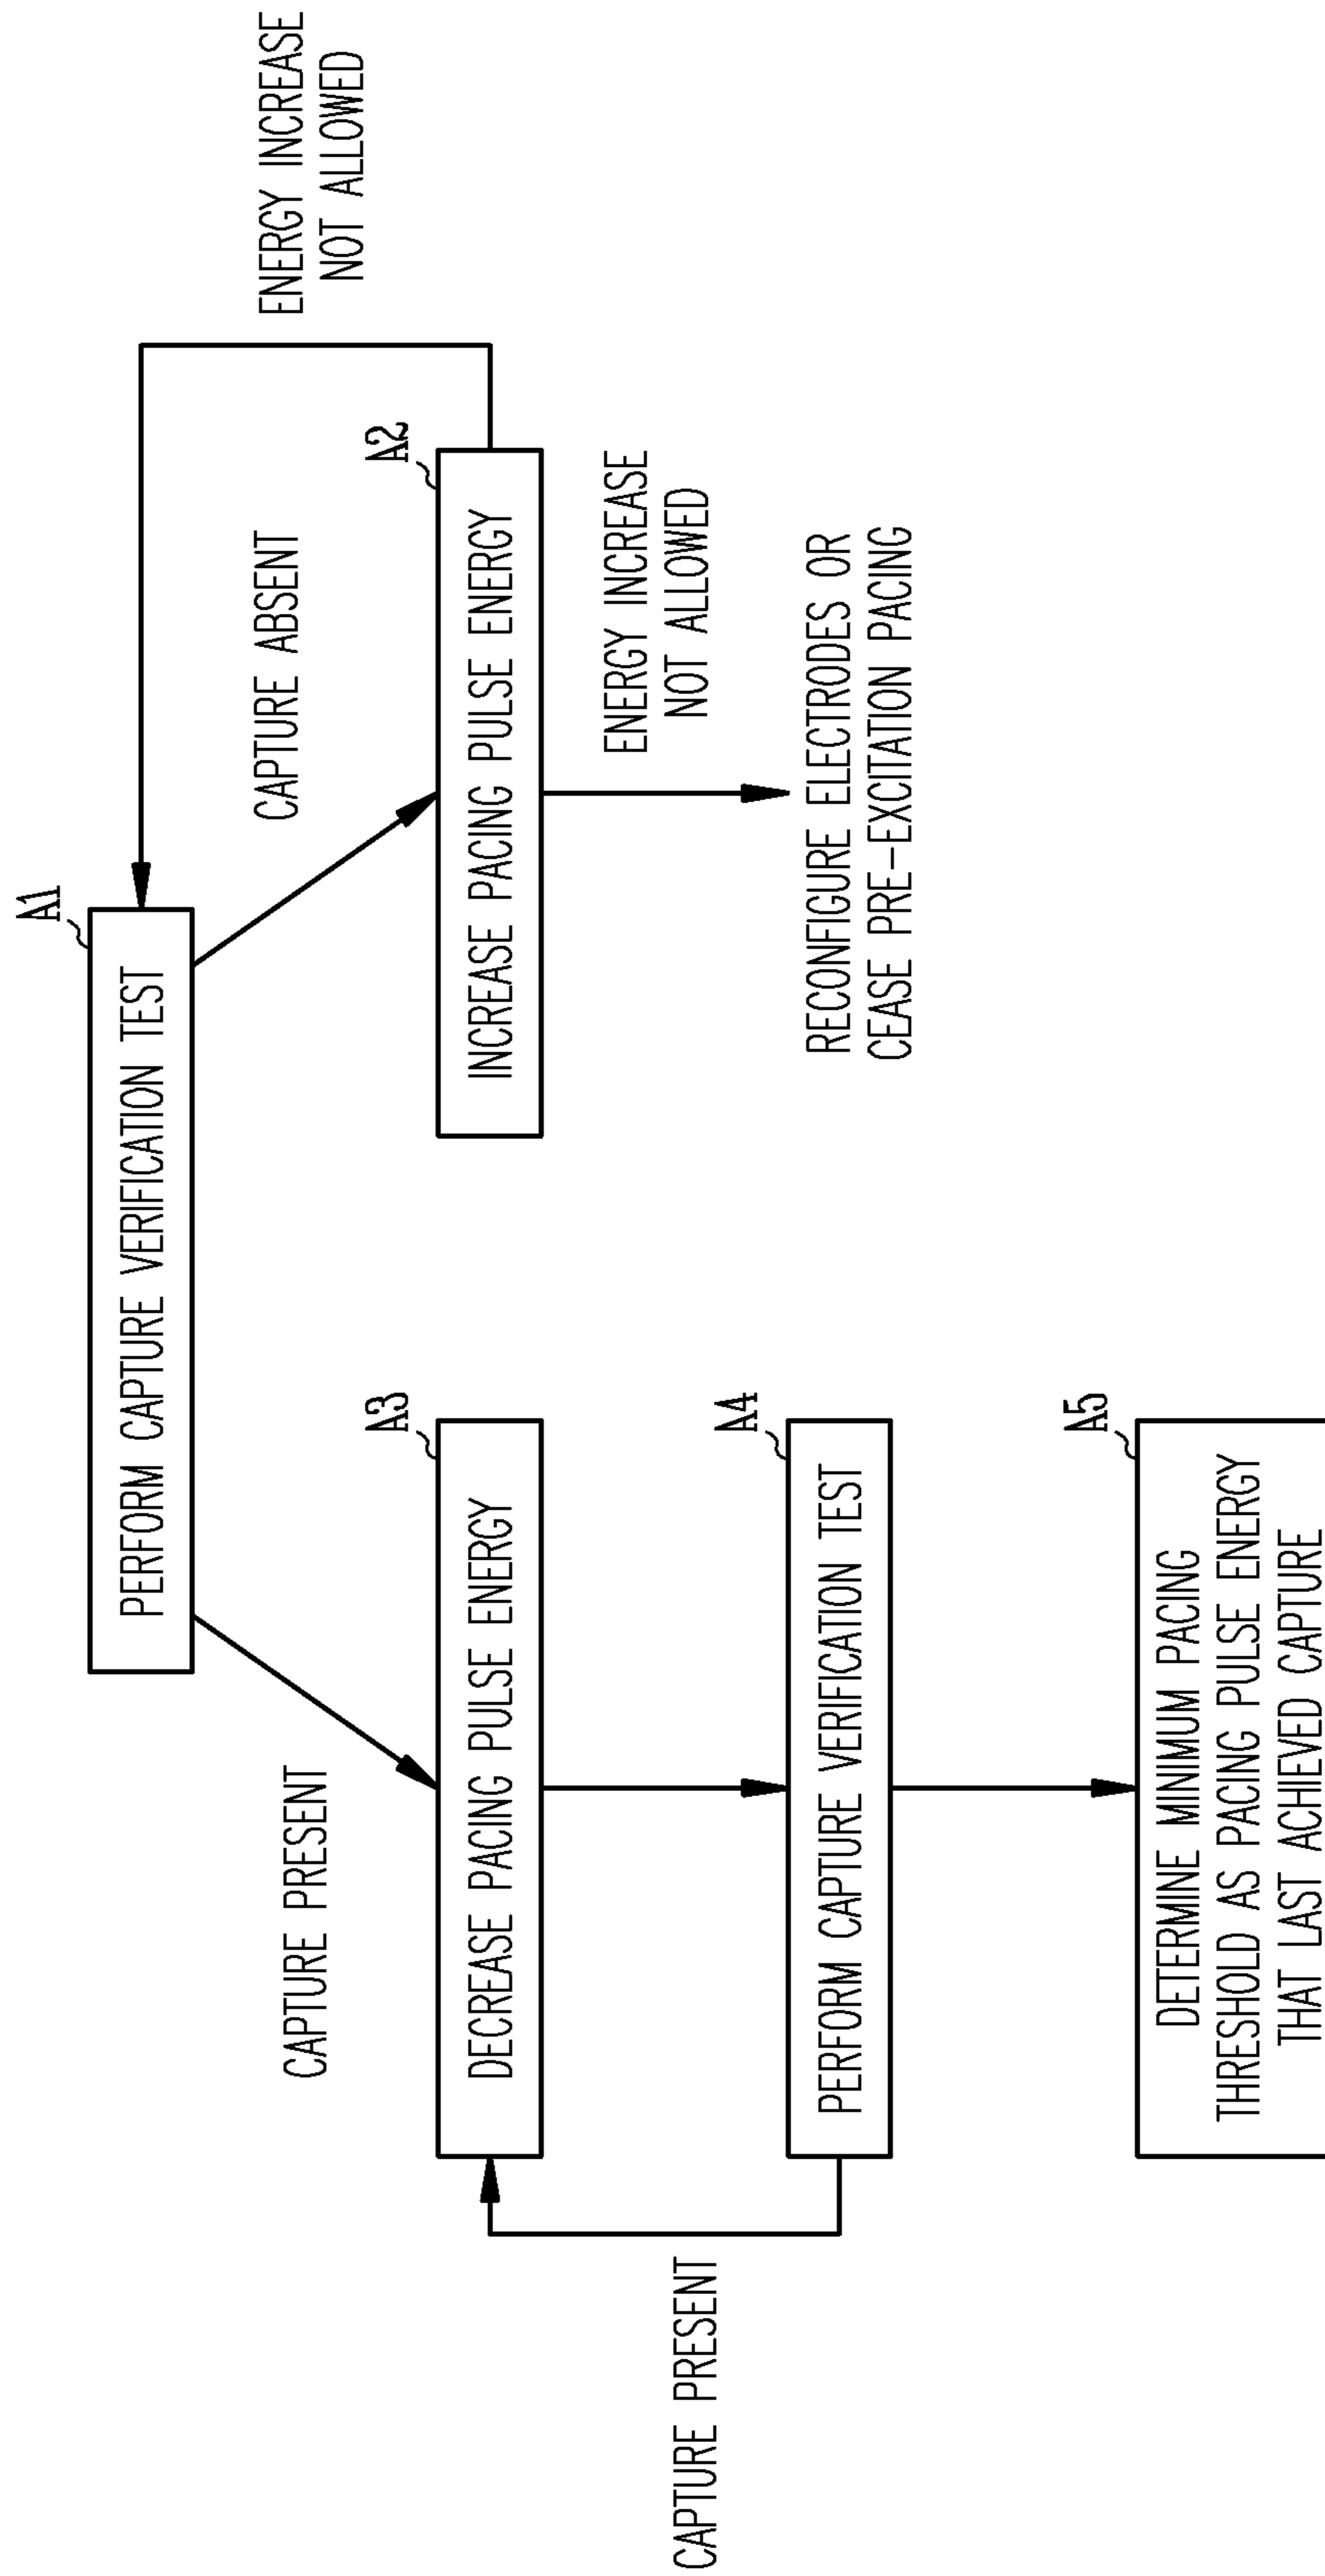 A1
PERFORM CAPTURE VERIFICATION TEST
CAPTURE PRESENT
CAPTURE ABSENT
ENERGY INCREASE
NOT ALLOWED
A3
DECREASE PACING PULSE ENERGY
A2
INCREASE PACING PULSE ENERGY
CAPTURE PRESENT
ENERGY INCREASE
NOT ALLOWED
A4
PERFORM CAPTURE VERIFICATION TEST
RECONFIGURE ELECTRODES OR
CEASE PRE-EXCITATION PACING
A5
DETERMINE MINIMUM PACING
THRESHOLD AS PACING PULSE ENERGY
THAT LAST ACHIEVED CAPTURE